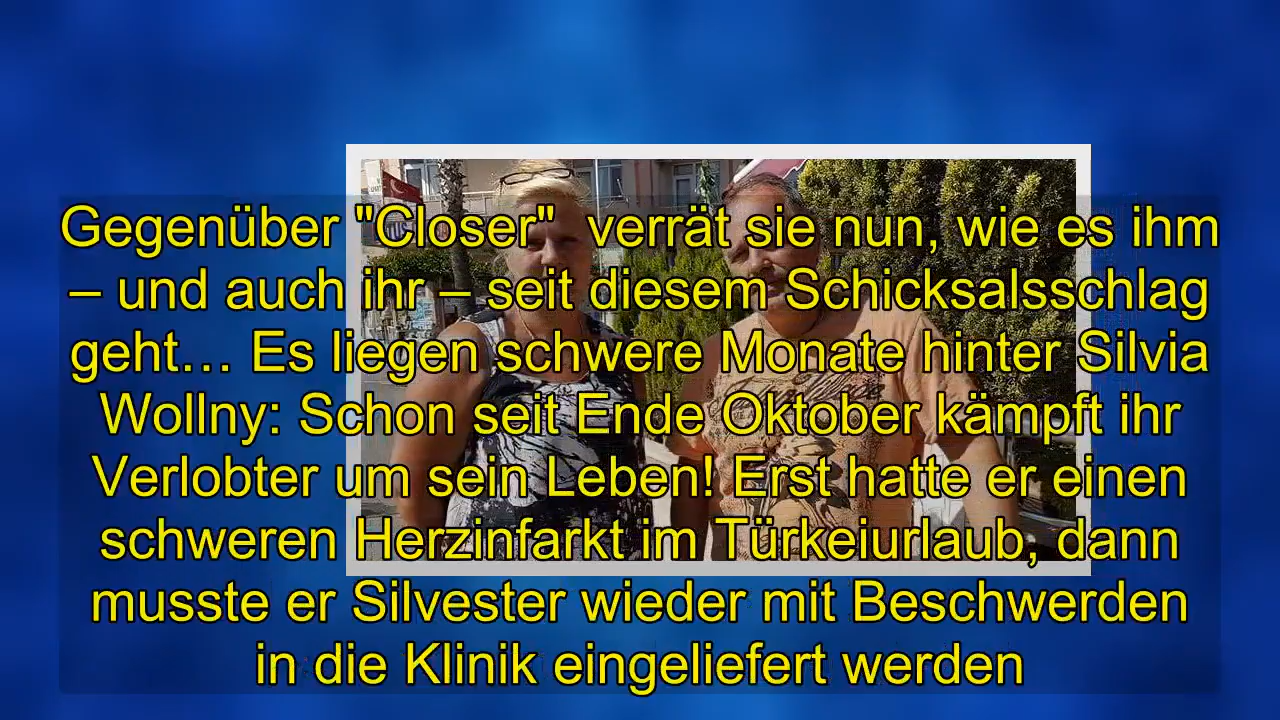 Gegenüber "Closer"  verrät sie nun, wie es ihm
– und auch ihr – seit diesem Schicksalsschlag
geht… Es liegen schwere Monate hinter Silvia
Wollny: Schon seit Ende Oktober kämpft ihr
Verlobter um sein Leben! Erst hatte er einen
schweren Herzinfarkt im Türkeiurlaub, dann
musste er Silvester wieder mit Beschwerden
in die Klinik eingeliefert werden